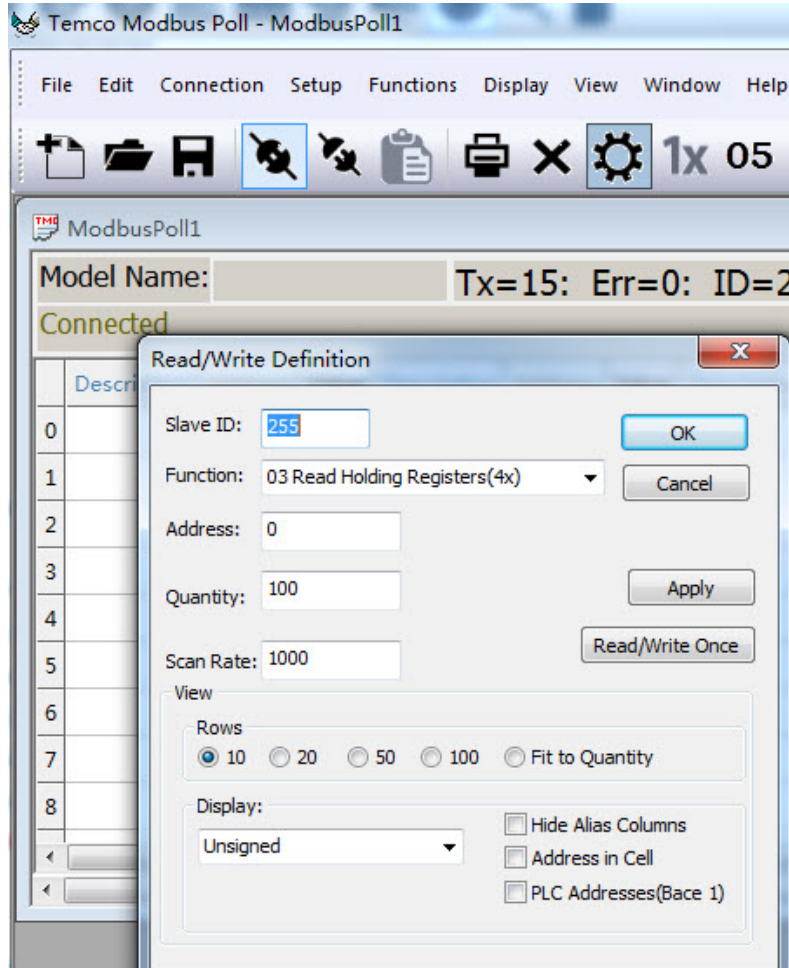 Temco Modbus Poll - ModbusPoll1
File Edit Connection Setup Functions Display View Window Help
1x 05
TMD
ModbusPoll1
Model Name: Tx=15: Err=0: ID=2
Connected
Read/Write Definition
x
Descri
Slave ID: 255 OK
Function: 03 Read Holding Registers(4x) Cancel
Address: 0
Quantity: 100 Apply
Read/Write Once
Scan Rate: 1000
View
Rows
10 20 50 100 Fit to Quantity
Display:
Unsigned
Hide Alias Columns
Address in Cell
PLC Addresses(Bace 1)
0
1
2
3
4
5
6
7
8